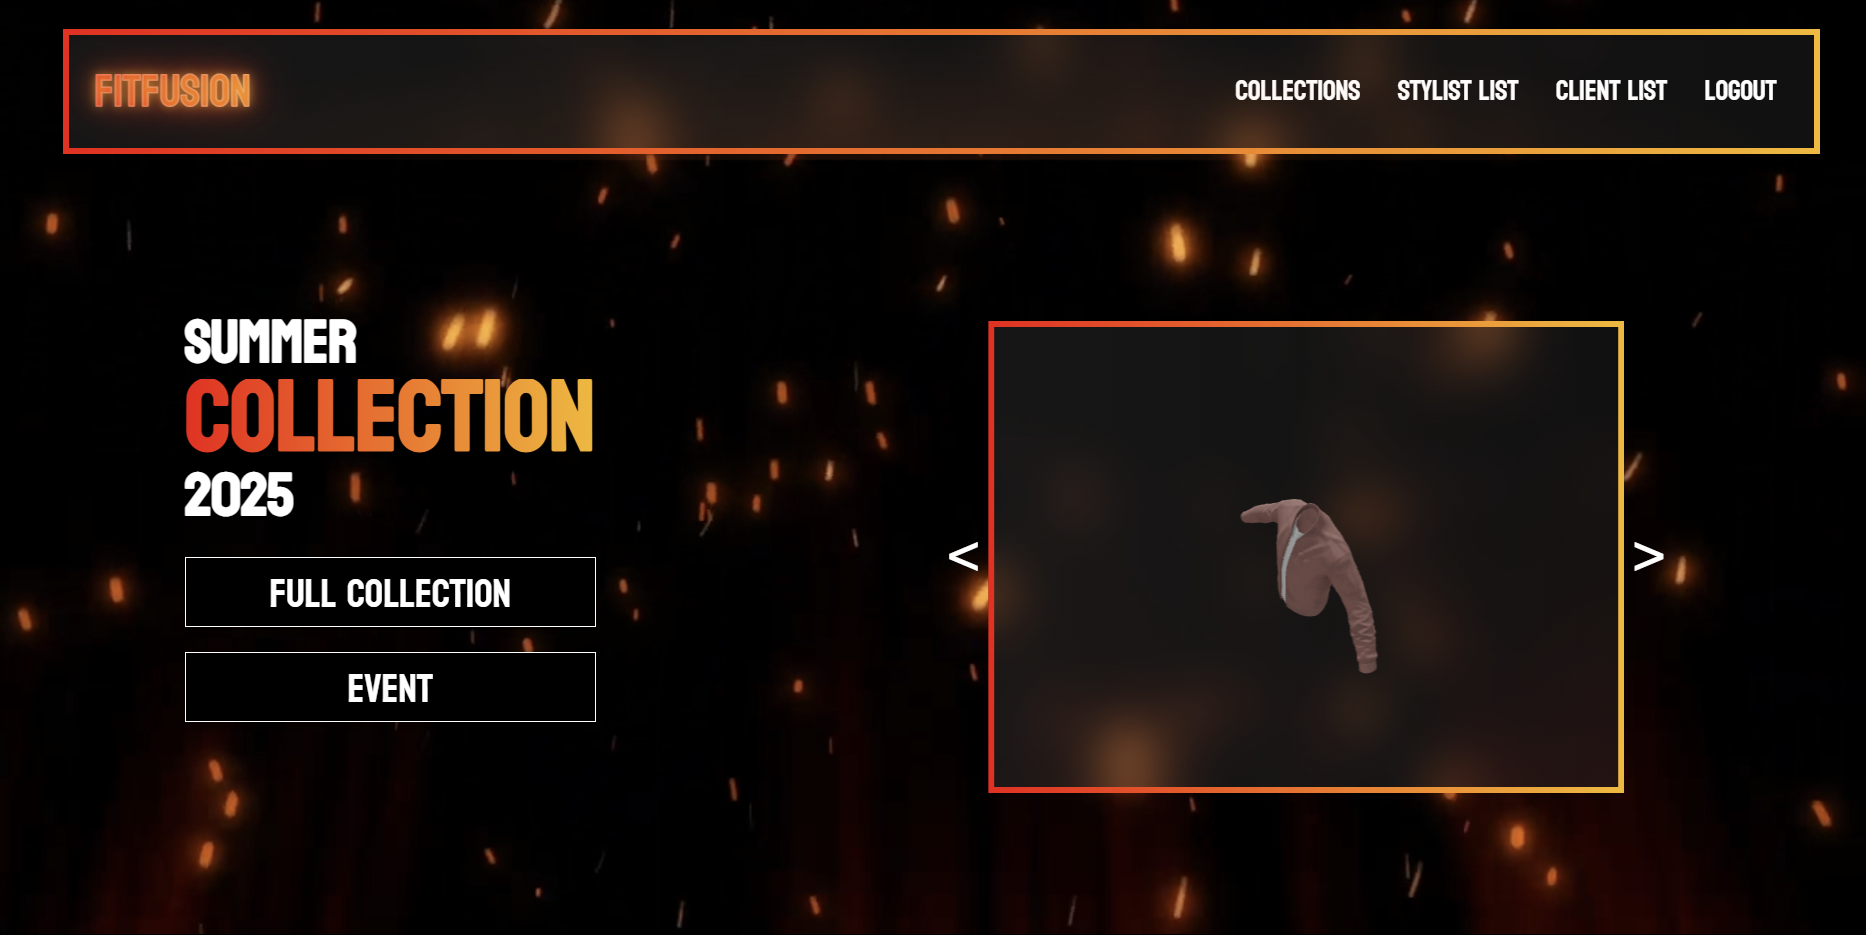 FITFUSION
COLLECTIONS STYLIST LIST CLIENT LIST LOGOUT
SUMMER
COLLECTION
2025
FULL COLLECTION
EVENT
< >